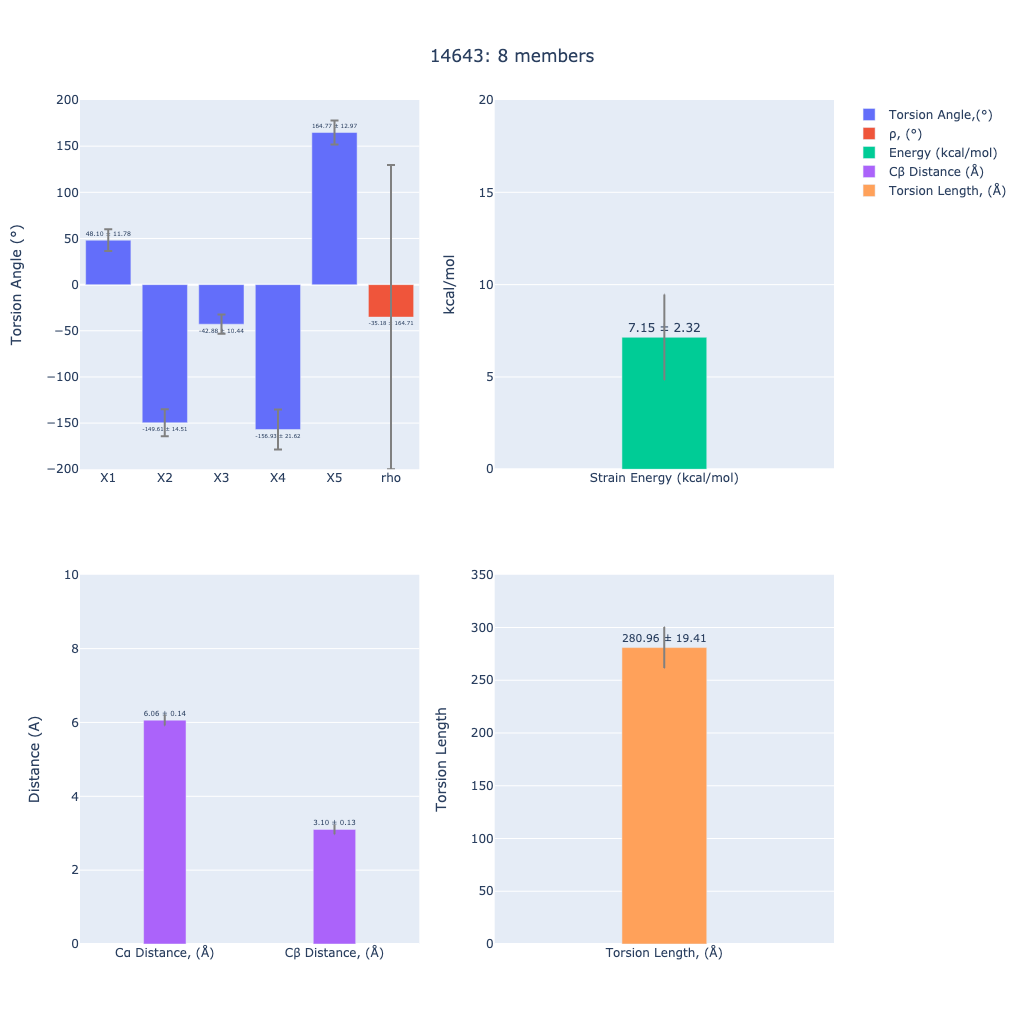 14643: 8 members
Torsion Angle (°)
200
150
100
50
0
−50
−100
−150
−200
48.10 ± 11.78
-149.61 ± 14.51
-42.88 ± 10.44
-156.93 ± 21.62
164.77 ± 12.97
-35.18 ± 164.71
X1 X2 X3 X4 X5 rho
kcal/mol
20
15
10
5
0
7.15 ± 2.32
Strain Energy (kcal/mol)
Torsion Angle,(°)
ρ, (°)
Energy (kcal/mol)
Cβ Distance (Å)
Torsion Length, (Å)
Distance (A)
10
8
6
4
2
0
6.06 ± 0.14
3.10 ± 0.13
Cα Distance, (Å) Cβ Distance, (Å)
Torsion Length
350
300
250
200
150
100
50
0
280.96 ± 19.41
Torsion Length, (Å)